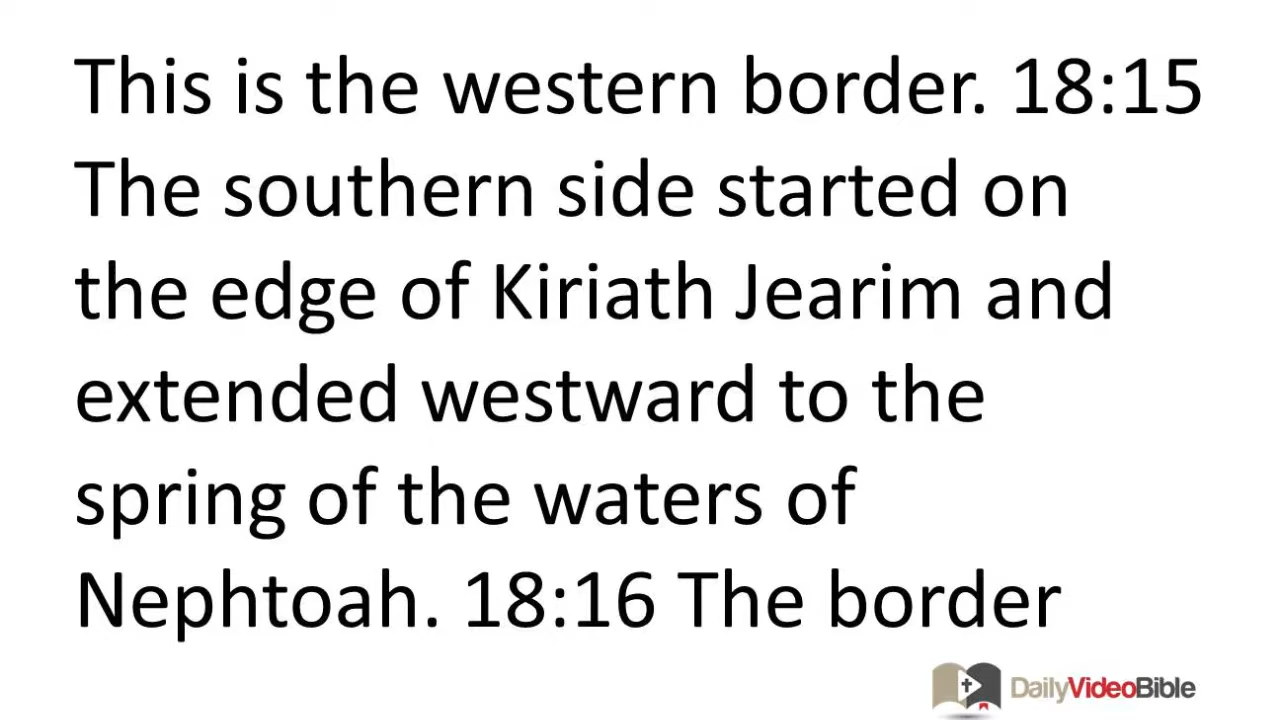 This is the western border. 18:15
The southern side started on
the edge of Kiriath Jearim and
extended westward to the
spring of the waters of
Nephtoah. 18:16 The border
DailyVideoBible